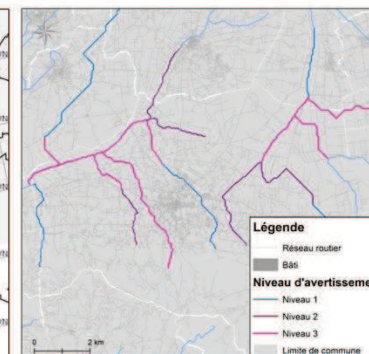 Légende
Réseau routier
Bâti
Niveau d'avertisseme
Niveau 1
Niveau 2
Niveau 3
Limite de commune
0 2 km